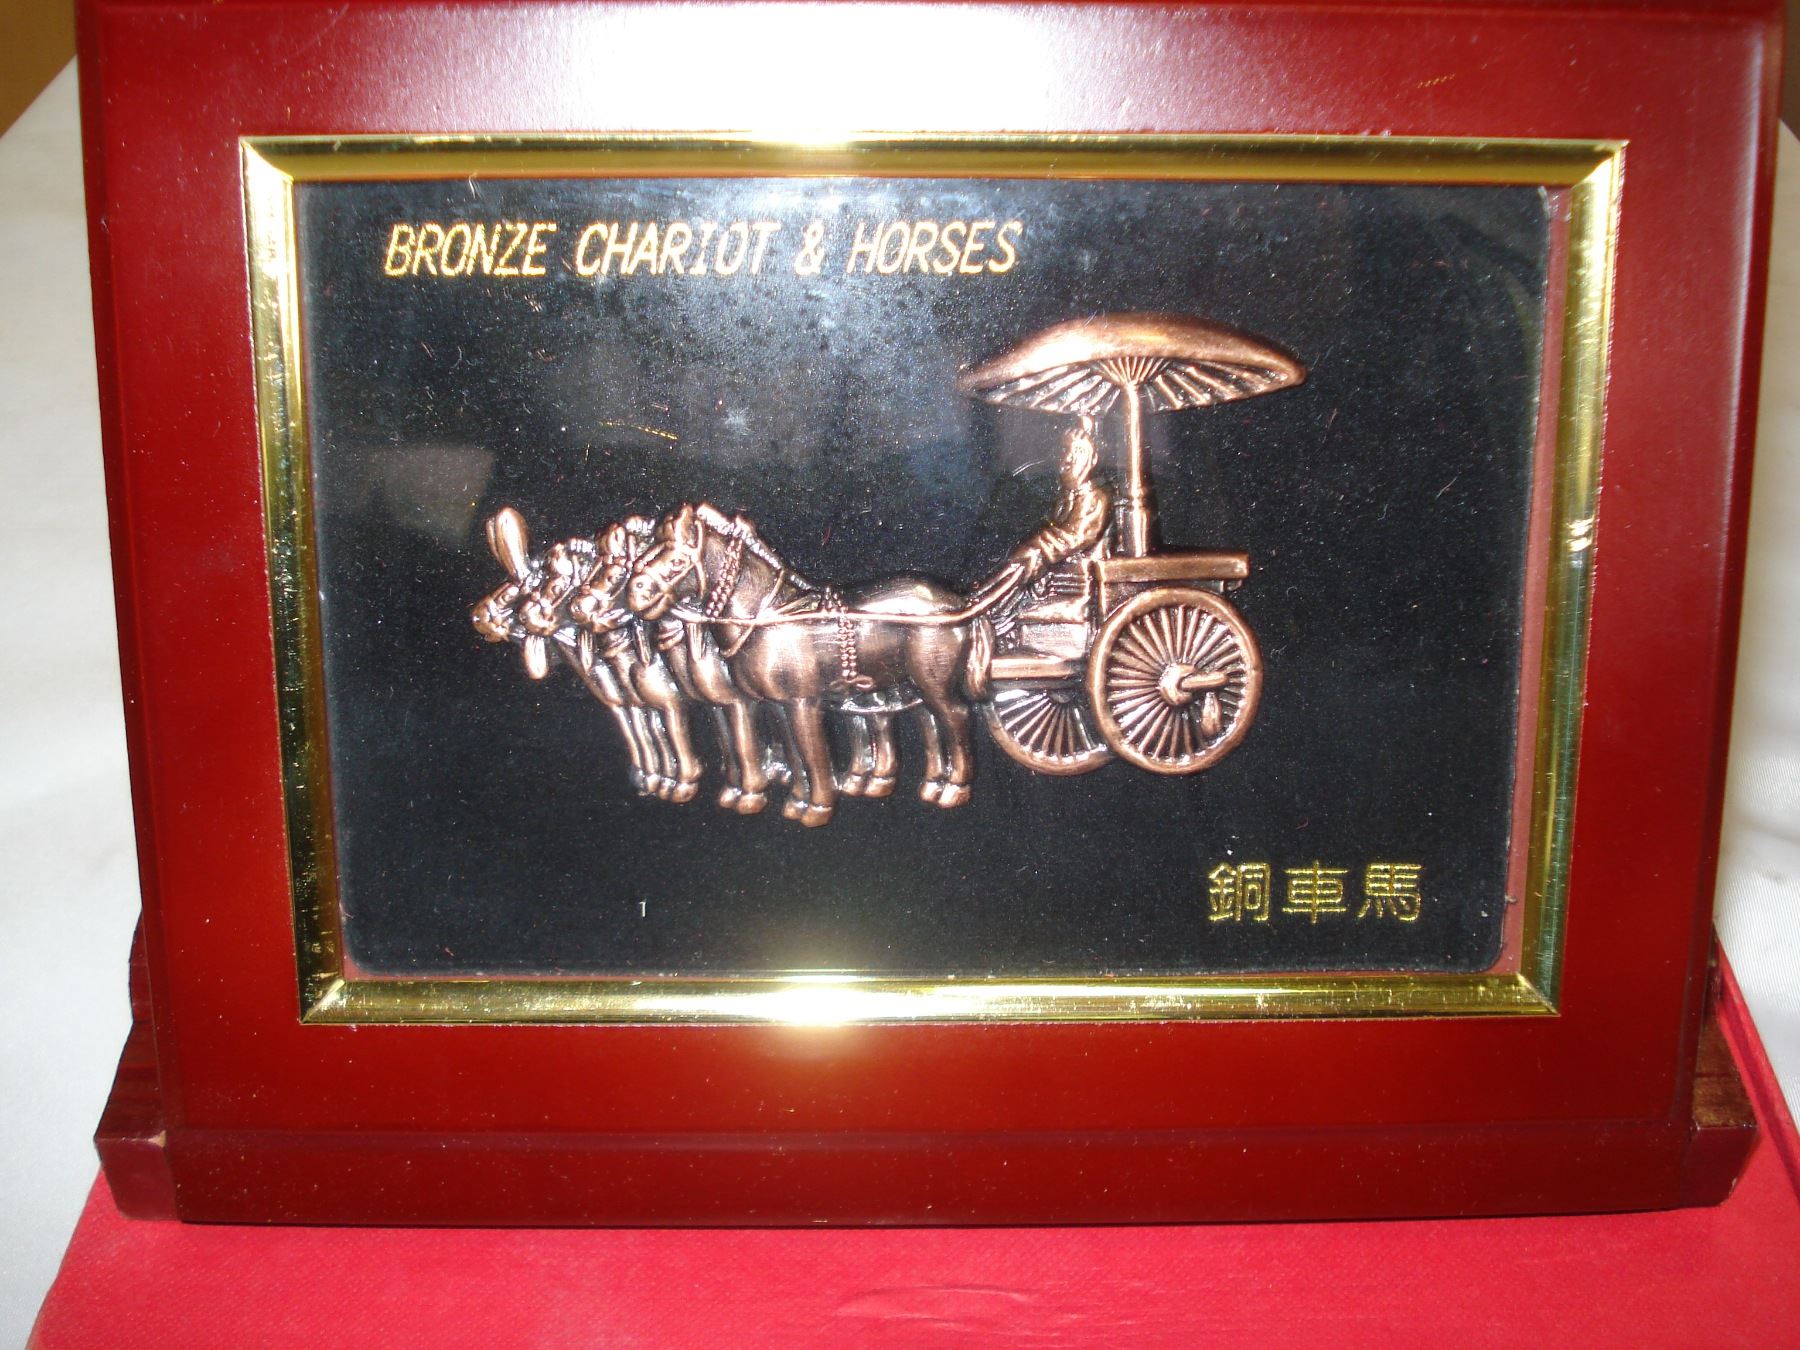 BRONZE CHARIOT & HORSES
銅車馬